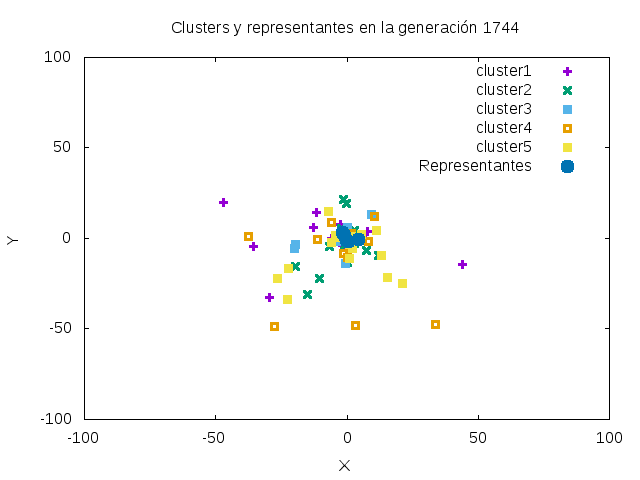 Clusters y representantes en la generación 1744
100
50
0
-50
-100
-100 -50 0 50 100
X
Y
cluster1
cluster2
cluster3
cluster4
cluster5
Representantes